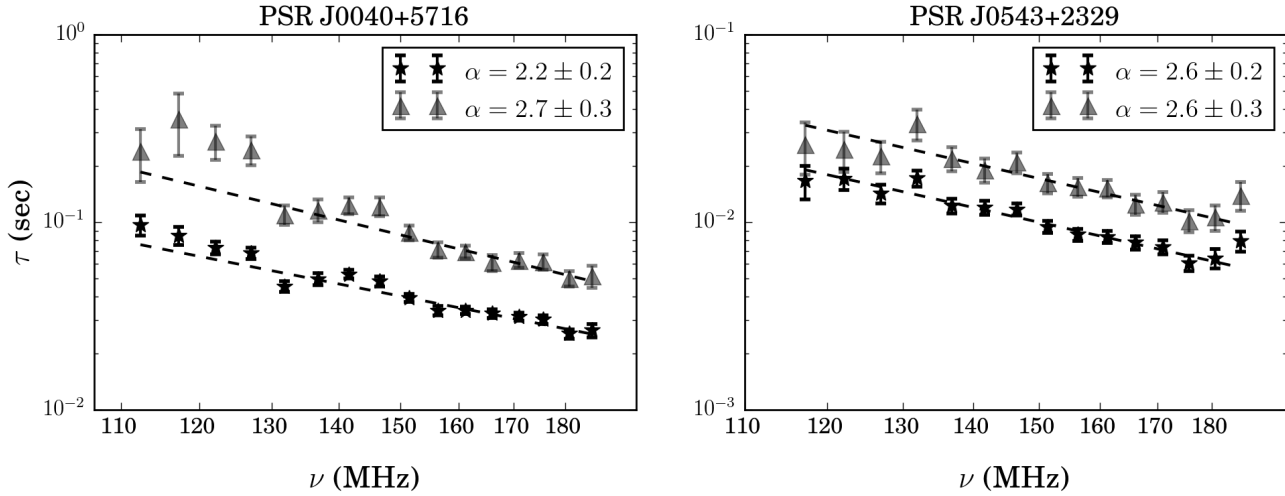 PSR J0040+5716
10⁰
α = 2.2 ± 0.2
α = 2.7 ± 0.3
10⁻¹
10⁻²
τ (sec)
110 120 130 140 150 160 170 180
ν (MHz)
PSR J0543+2329
10⁻¹
α = 2.6 ± 0.2
α = 2.6 ± 0.3
10⁻²
10⁻³
110 120 130 140 150 160 170 180
ν (MHz)